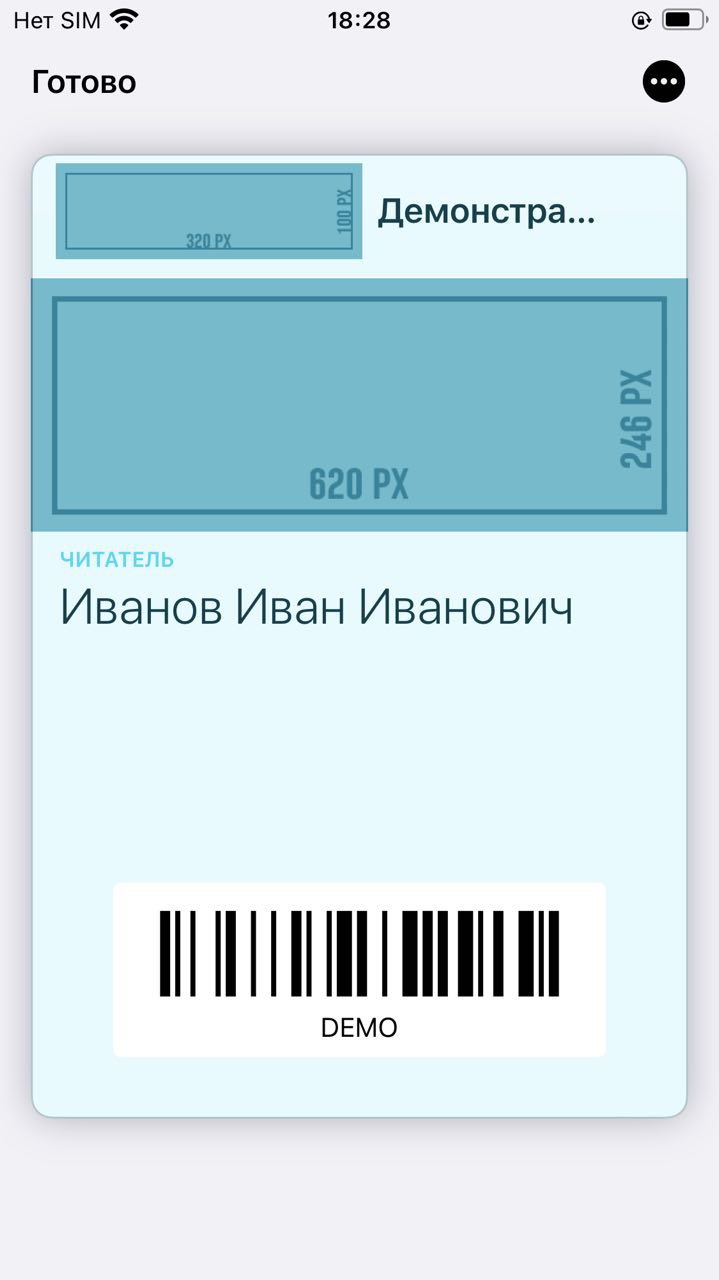 Нет SIM 18:28
Готово
320 PX
100 PX
Демонстра...
620 PX
246 PX
ЧИТАТЕЛЬ
Иванов Иван Иванович
DEMO